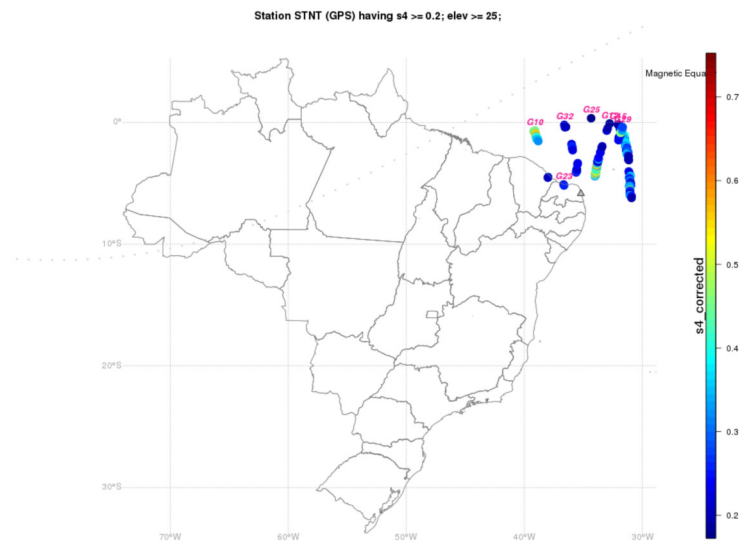 Station STNT (GPS) having s4 >= 0.2; elev >= 25;
Magnetic Equa
0.7
G25
G10
G32
0°
0.6
G23
10°S
0.5
s4_corrected
0.4
20°S
0.3
30°S
0.2
70°W
60°W
50°W
40°W
30°W